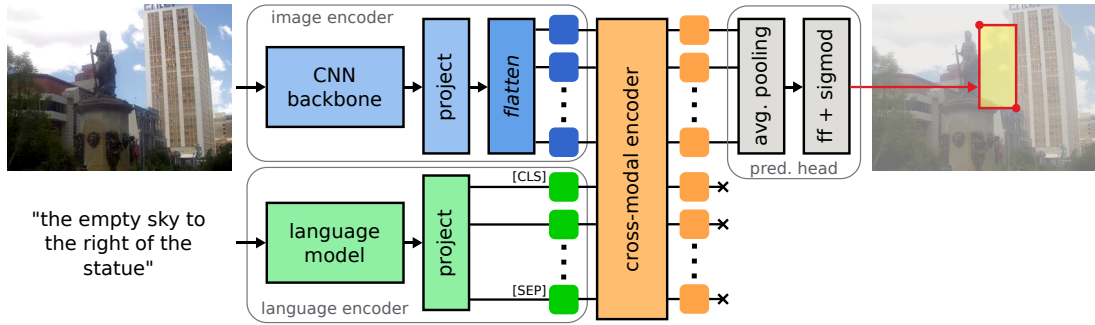 image encoder
CNN
backbone
project
flatten
cross-modal encoder
avg. pooling
ff + sigmod
pred. head
"the empty sky to
the right of the
statue"
language
model
project
[CLS]
[SEP]
language encoder